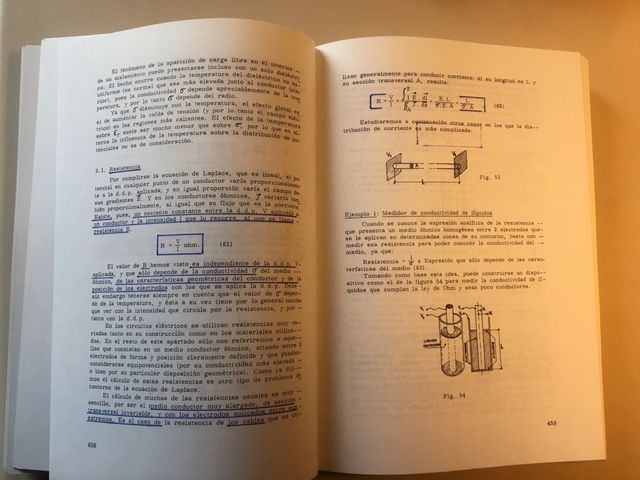 El fenómeno de la aparición de carga libre en el interior --
de un aislamiento puede presentarse incluso con un sólo dieléctri
co. El hecho ocurre cuando la temperatura del dieléctrico no es
uniforme (es normal que sea más elevada junto al conductor inte-
rior), pues la conductividad σ depende apreciablemente de la tem
peratura, y por lo tanto σ depende del radio.
Ya que σ disminuye con la temperatura, el efecto global es
el de aumentar la caída de tensión (y por lo tanto el campo eléc
trico) en las regiones más calientes. El efecto de la temperatura
sobre ε suele ser mucho menor que sobre σ, por lo que en
terna la influencia de la temperatura sobre la distribución de po-
tenciales no es de consideración.
9.1. Resistencia
Por cumplirse la ecuación de Laplace, que es lineal, el po-
tencial en cualquier punto de un conductor varía proporcionalmen-
te a la d.d.p. aplicada; y en igual proporción varía el campo de
sus gradientes E. Y en los conductores óhmicos, J variaría tam
bién proporcionalmente, al igual que su flujo que es la corriente.
Existe, pues, un cociente constante entre la d.d.p. V aplicada a
un conductor y la intensidad I que lo recorre, al que se llama
resistencia R.
R = V/I ohm. (61)
El valor de R hemos visto es independiente de la d.d.p. V
aplicada, y que sólo depende de la conductividad σ del medio --
óhmico, de las características geométricas del conductor y de la
posición de los electrodos con los que se aplica la d.d.p. Debe
sin embargo tenerse siempre en cuenta que el valor de σ depen-
de de la temperatura, y ésta a su vez tiene por lo general mucho
que ver con la intensidad que circula por la resistencia, y por --
tanto con la d.d.p.
En los circuitos eléctricos se utilizan resistencias muy va-
riadas tanto en su construcción como en los materiales utiliza---
dos. En el resto de este apartado sólo nos referiremos a aque--
llas que consistan en un medio conductor óhmico, situado entre 2
electrodos de forma y posición claramente definida y que puedan
considerarse equipotenciales (por su conductividad más elevada -
o bien por su particular disposición geométrica). Como ya diji--
mos el cálculo de estas resistencias es otro tipo de problema de
contorno de la ecuación de Laplace.
El cálculo de muchas de las resistencias usuales es muy --
sencillo, por ser el medio conductor muy alargado, de sección -
transversal invariable, y con los electrodos aplicados entre sus
extremos. Es el caso de la resistencia de los cables que se uti-
458
lizan generalmente para conducir corriente; si su longitud es L y
su sección transversal A, resulta:
R = V/I = ∫ E. dl / ∫ J ds = E.L / σ.E.A = L / σ.A (62)
Estudiaremos a continuación otros casos en los que la dis--
tribución de corriente es más complicada:
A
L
Fig. 53
Ejemplo 1: Medidor de conductividad de líquidos
Cuando se conoce la expresión analítica de la resistencia --
que presenta un medio óhmico homogéneo entre 2 electrodos que-
se le aplican en determinadas zonas de su contorno, basta con --
medir esa resistencia para poder conocer la conductividad del --
medio, ya que:
Resistencia = 1/σ x Expresión que sólo depende de las carac-
terísticas del medio (63).
Tomando como base esta idea, puede construirse un dispo--
sitivo como el de la figura 54 para medir la conductividad de lí-
quidos que cumplan la ley de Ohm y sean poco conductores.
Fig. 54
459